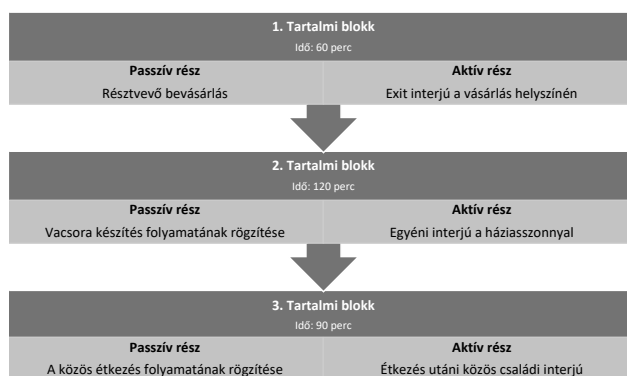 1. Tartalmi blokk
Idő: 60 perc
Passzív rész
Aktív rész
Résztvevő bevásárlás
Exit interjú a vásárlás helyszínén
2. Tartalmi blokk
Idő: 120 perc
Passzív rész
Aktív rész
Vacsora készítés folyamatának rögzítése
Egyéni interjú a háziasszonnyal
3. Tartalmi blokk
Idő: 90 perc
Passzív rész
Aktív rész
A közös étkezés folyamatának rögzítése
Étkezés utáni közös családi interjú